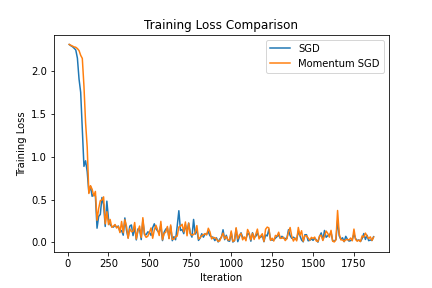 Training Loss Comparison
SGD
Momentum SGD
Training Loss
2.0
1.5
1.0
0.5
0.0
0 250 500 750 1000 1250 1500 1750
Iteration